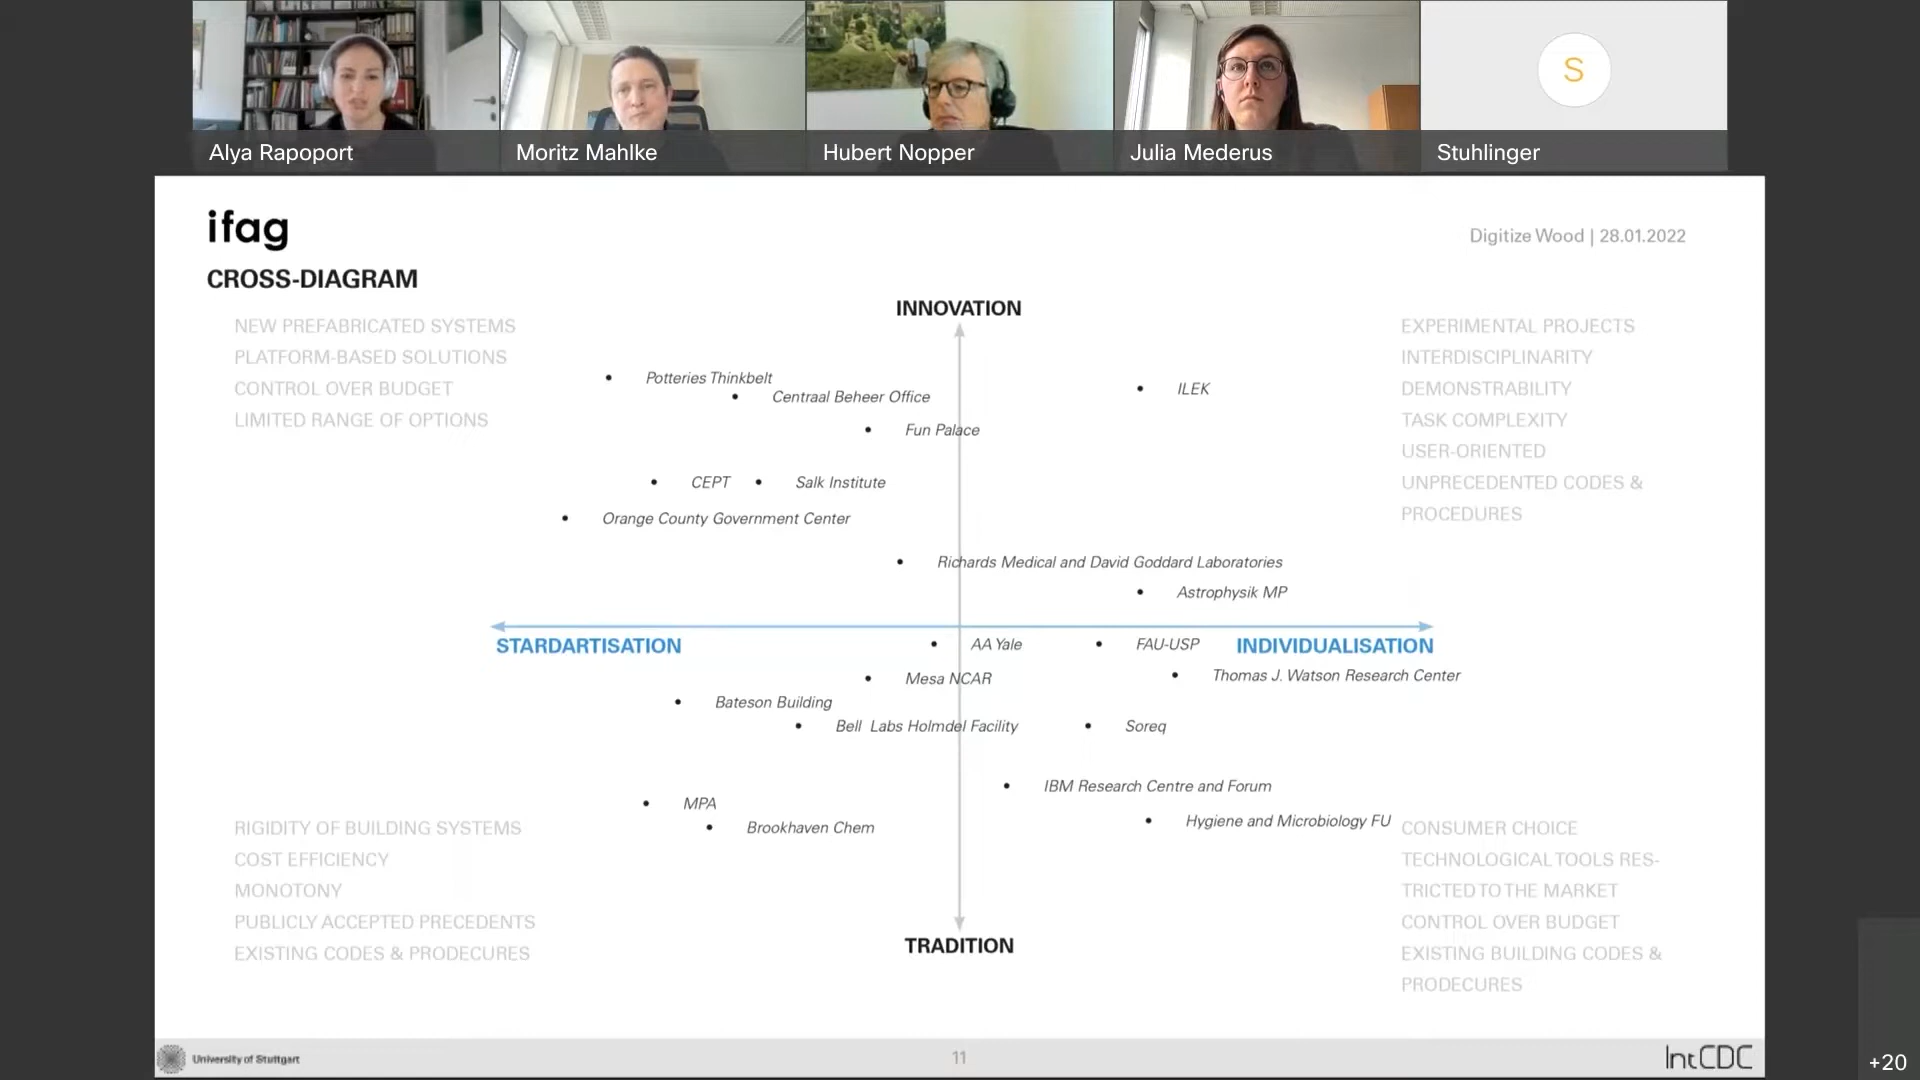 Alya Rapoport
Moritz Mahlke
Hubert Nopper
Julia Mederus
S
Stuhlinger
ifag
Digitize Wood | 28.01.2022
CROSS-DIAGRAM
INNOVATION
NEW PREFABRICATED SYSTEMS
PLATFORM-BASED SOLUTIONS
CONTROL OVER BUDGET
LIMITED RANGE OF OPTIONS
EXPERIMENTAL PROJECTS
INTERDISCIPLINARITY
DEMONSTRABILITY
TASK COMPLEXITY
USER-ORIENTED
UNPRECEDENTED CODES &
PROCEDURES
Potteries Thinkbelt
Centraal Beheer Office
ILEK
Fun Palace
CEPT
Salk Institute
Orange County Government Center
Richards Medical and David Goddard Laboratories
Astrophysik MP
STARDARTISATION
AA Yale
FAU-USP
INDIVIDUALISATION
Mesa NCAR
Thomas J. Watson Research Center
Bateson Building
Bell Labs Holmdel Facility
Soreq
IBM Research Centre and Forum
MPA
Brookhaven Chem
Hygiene and Microbiology FU
RIGIDITY OF BUILDING SYSTEMS
COST EFFICIENCY
MONOTONY
PUBLICLY ACCEPTED PRECEDENTS
EXISTING CODES & PRODECURES
CONSUMER CHOICE
TECHNOLOGICAL TOOLS RES-
TRICTED TO THE MARKET
CONTROL OVER BUDGET
EXISTING BUILDING CODES &
PRODECURES
TRADITION
University of Stuttgart
11
IntCDC
+20